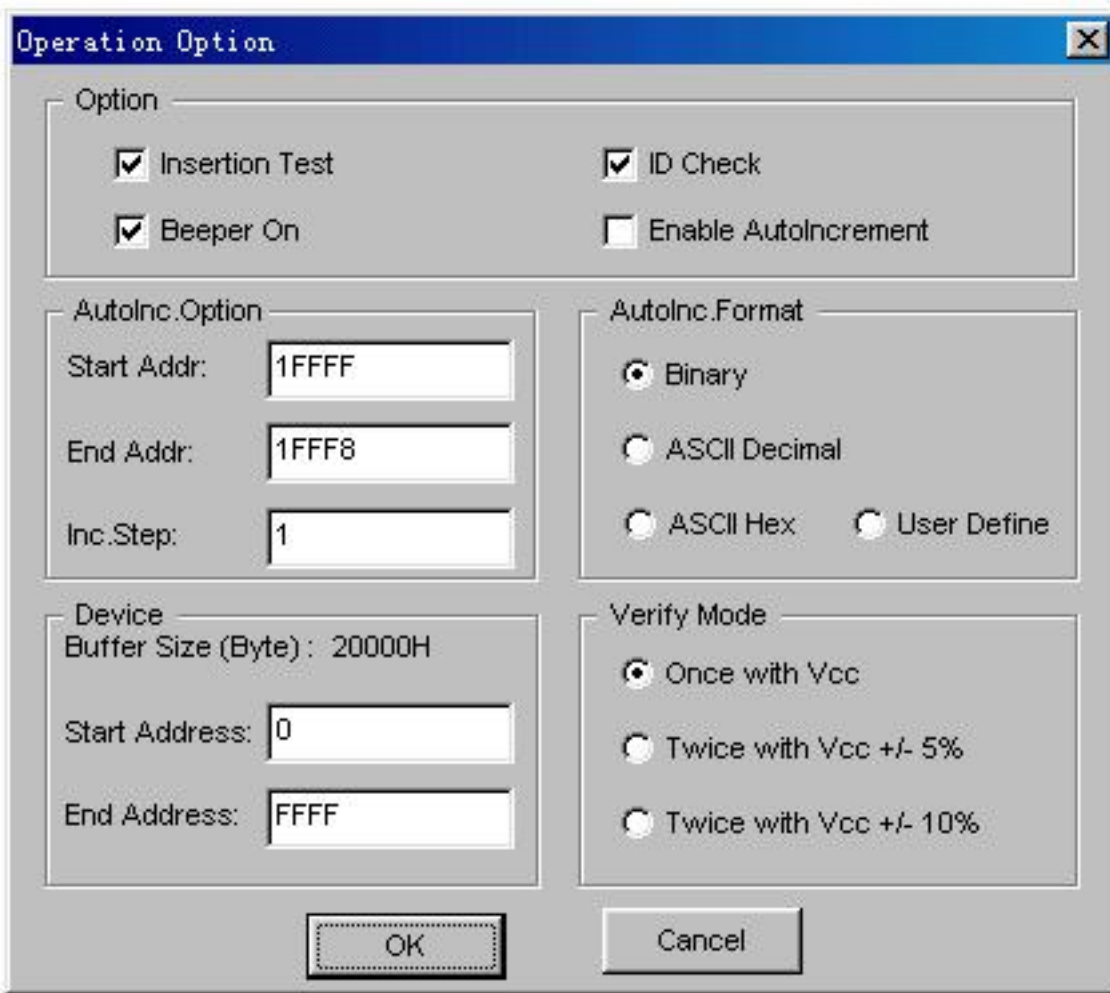 Operation Option
Option
Insertion Test
ID Check
Beeper On
Enable AutoIncrement
AutoInc.Option
Start Addr: 1FFFF
End Addr: 1FFF8
Inc.Step: 1
AutoInc.Format
Binary
ASCII Decimal
ASCII Hex
User Define
Device
Buffer Size (Byte) : 20000H
Start Address: 0
End Address: FFFF
Verify Mode
Once with Vcc
Twice with Vcc +/- 5%
Twice with Vcc +/- 10%
OK
Cancel